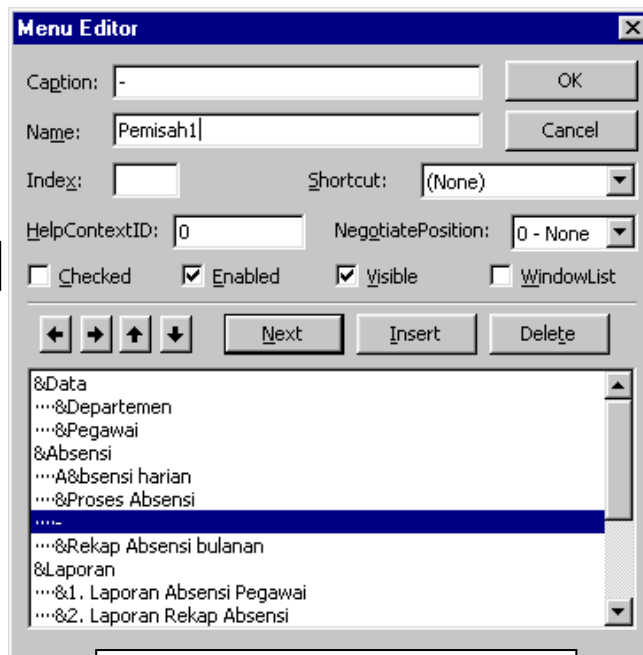 Menu Editor
Caption: -
OK
Name: Pemisah1
Cancel
Index:
Shortcut: (None)
HelpContextID: 0
NegotiatePosition: 0 - None
Checked
Enabled
Visible
WindowList
Next
Insert
Delete
&Data
····&Departemen
····&Pegawai
&Absensi
····A&bsensi harian
····&Proses Absensi
····-
····&Rekap Absensi bulanan
&Laporan
····&1. Laporan Absensi Pegawai
····&2. Laporan Rekap Absensi